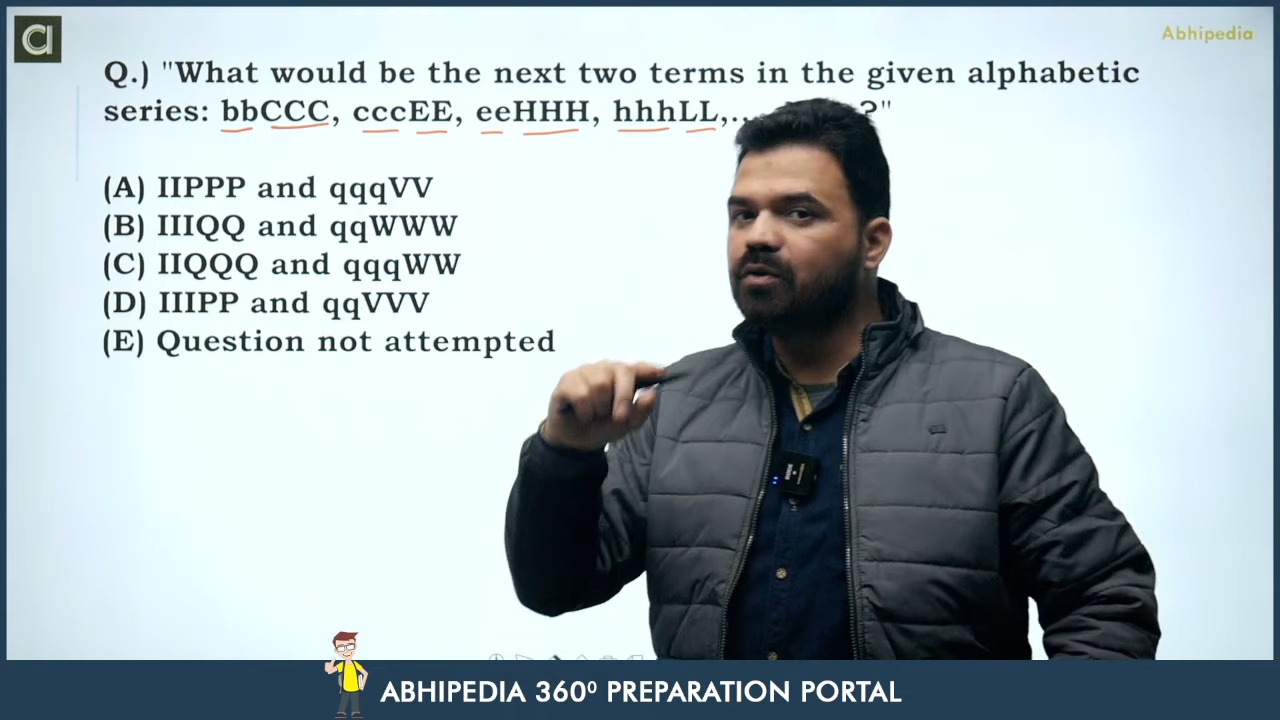 Abhipedia
Q.) "What would be the next two terms in the given alphabetic
series: bbCCC, cccEE, eeHHH, hhhLL,.. ?"
(A) IIPPP and qqqVV
(B) IIIQQ and qqWWW
(C) IIQQQ and qqqWW
(D) IIIPP and qqVVV
(E) Question not attempted
ABHIPEDIA 360⁰ PREPARATION PORTAL